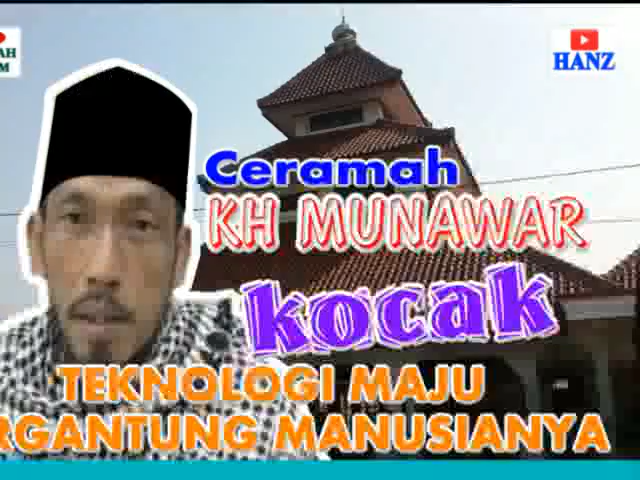 HANZ
Ceramah
KH MUNAWAR
kocak
TEKNOLOGI MAJU
RGANTUNG MANUSIANYA